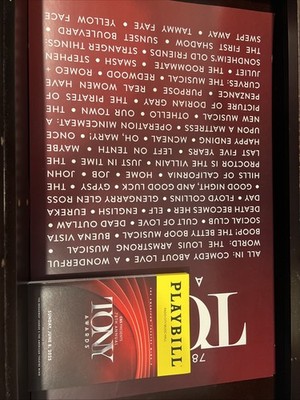 78
TO
A
ALL IN: COMEDY ABOUT LOVE • A WONDERFUL
WORLD: THE LOUIS ARMSTRONG MUSICAL
BOOP! THE BETTY BOOP MUSICAL • BUENA VISTA
SOCIAL CLUB • CULT OF LOVE • DEAD OUTLAW
DEATH BECOMES HER • ELF • ENGLISH • EUREKA
DAY • FLOYD COLLINS • GLENGARRY GLEN ROSS
• GOOD NIGHT, AND GOOD LUCK • GYPSY • THE
HILLS OF CALIFORNIA • HOME • JOB • JOHN
PROCTOR IS THE VILLAIN • JUST IN TIME • THE
LAST FIVE YEARS • LEFT ON TENTH • MAYBE
HAPPY ENDING • MCNEAL • OH, MARY! • ONCE
UPON A MATTRESS • OPERATION MINCEMEAT: A
NEW MUSICAL • OTHELLO • OUR TOWN • THE
PICTURE OF DORIAN GRAY • THE PIRATES OF
PENZANCE • PURPOSE • REAL WOMEN HAVE
CURVES: THE MUSICAL • REDWOOD • ROMEO +
JULIET • THE ROOMMATE • SMASH • STEPHEN
SONDHEIM'S OLD FRIENDS • STRANGER THINGS:
THE FIRST SHADOW • SUNSET BOULEVARD
SWEPT AWAY • TAMMY FAYE • YELLOW FACE
PLAYBILL
TONY
AWARDS
SUNDAY, JUNE 8, 2025